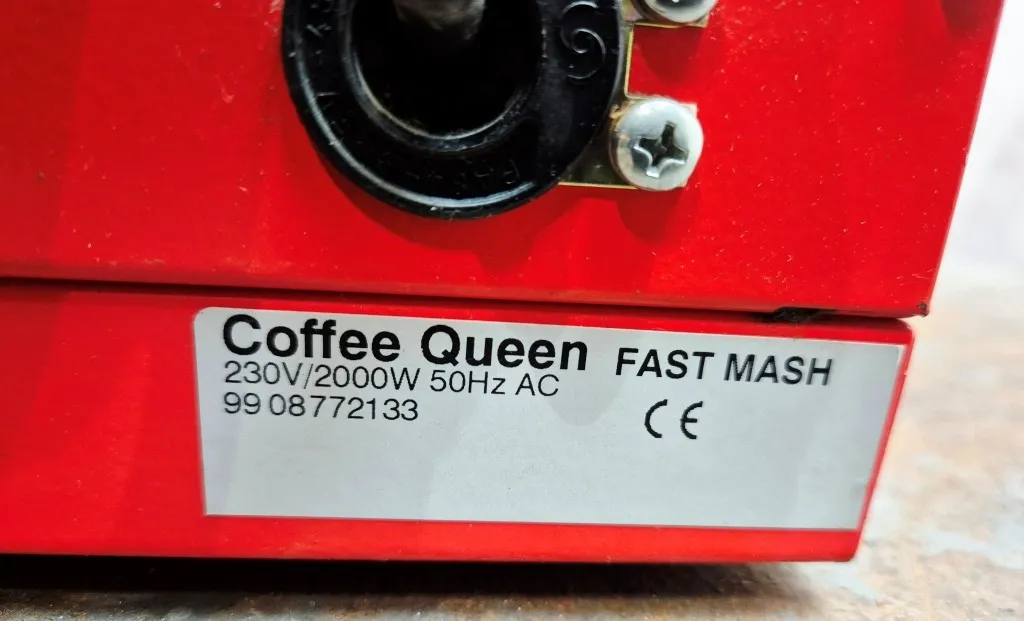 Coffee Queen FAST MASH
230V/2000W 50Hz AC
99 08772133
CE